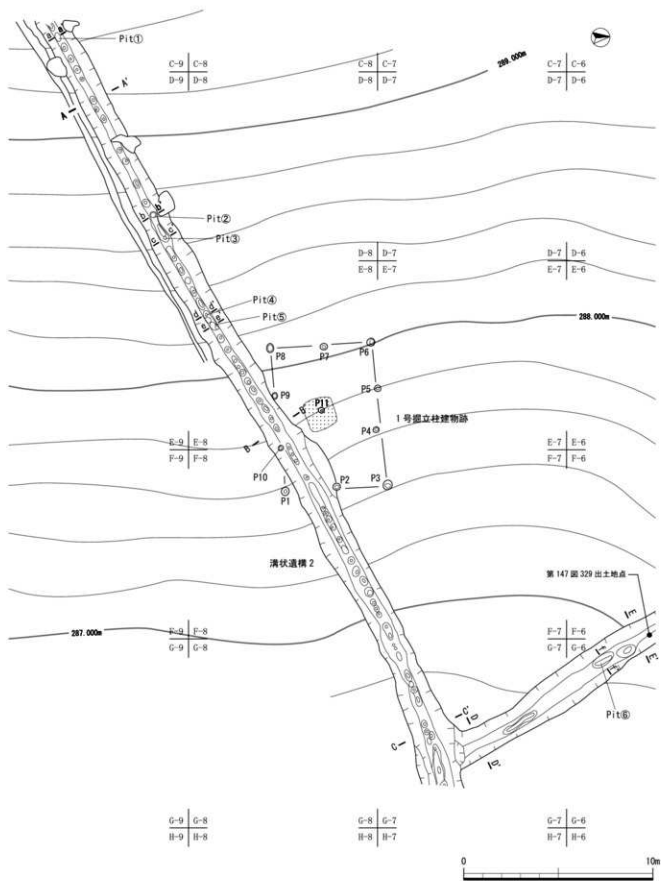 Pit①
C-9 C-8
D-9 D-8
C-8 C-7
D-8 D-7
289.000m
C-7 C-6
D-7 D-6
A'
A
Pit②
Pit③
D-8 D-7
E-8 E-7
D-7 D-6
E-7 E-6
Pit④
Pit⑤
288.000m
P8
P7
P6
P9
P5
B'
P11
1号掘立柱建物跡
P4
E-9 E-8
F-9 F-8
B
E-7 E-6
F-7 F-6
P10
P1
P2
P3
溝状遺構2
第147図329出土地点
287.000m
F-9 F-8
G-9 G-8
F-7 F-6
G-7 G-6
E
E'
Pit⑥
C'
D
C
D'
G-9 G-8
H-9 H-8
G-8 G-7
H-8 H-7
G-7 G-6
H-7 H-6
0 10m